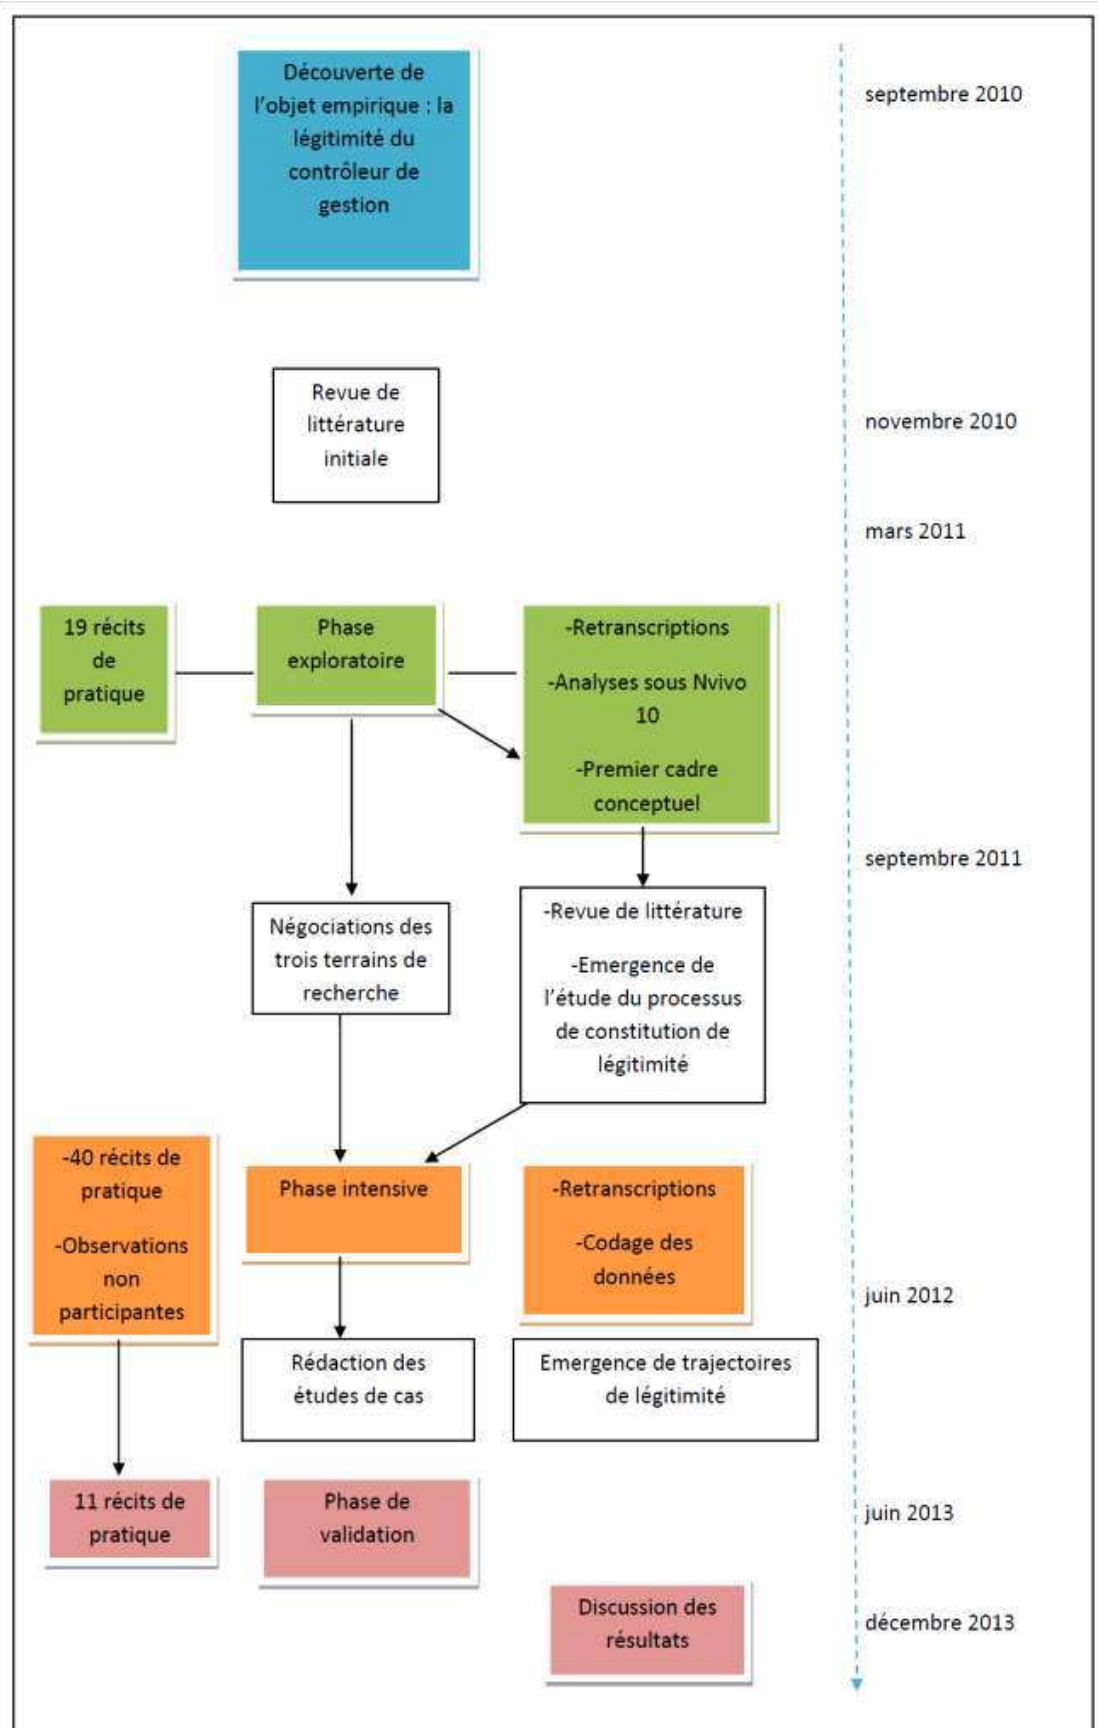 Découverte de
l'objet empirique : la
légitimité du
contrôleur de
gestion
septembre 2010
Revue de
littérature
initiale
novembre 2010
mars 2011
19 récits
de
pratique
Phase
exploratoire
-Retranscriptions
-Analyses sous Nvivo
10
-Premier cadre
conceptuel
septembre 2011
Négociations des
trois terrains de
recherche
-Revue de littérature
-Emergence de
l'étude du processus
de constitution de
légitimité
-40 récits de
pratique
-Observations
non
participantes
Phase intensive
-Retranscriptions
-Codage des
données
juin 2012
Rédaction des
études de cas
Emergence de trajectoires
de légitimité
11 récits de
pratique
Phase de
validation
juin 2013
Discussion des
résultats
décembre 2013